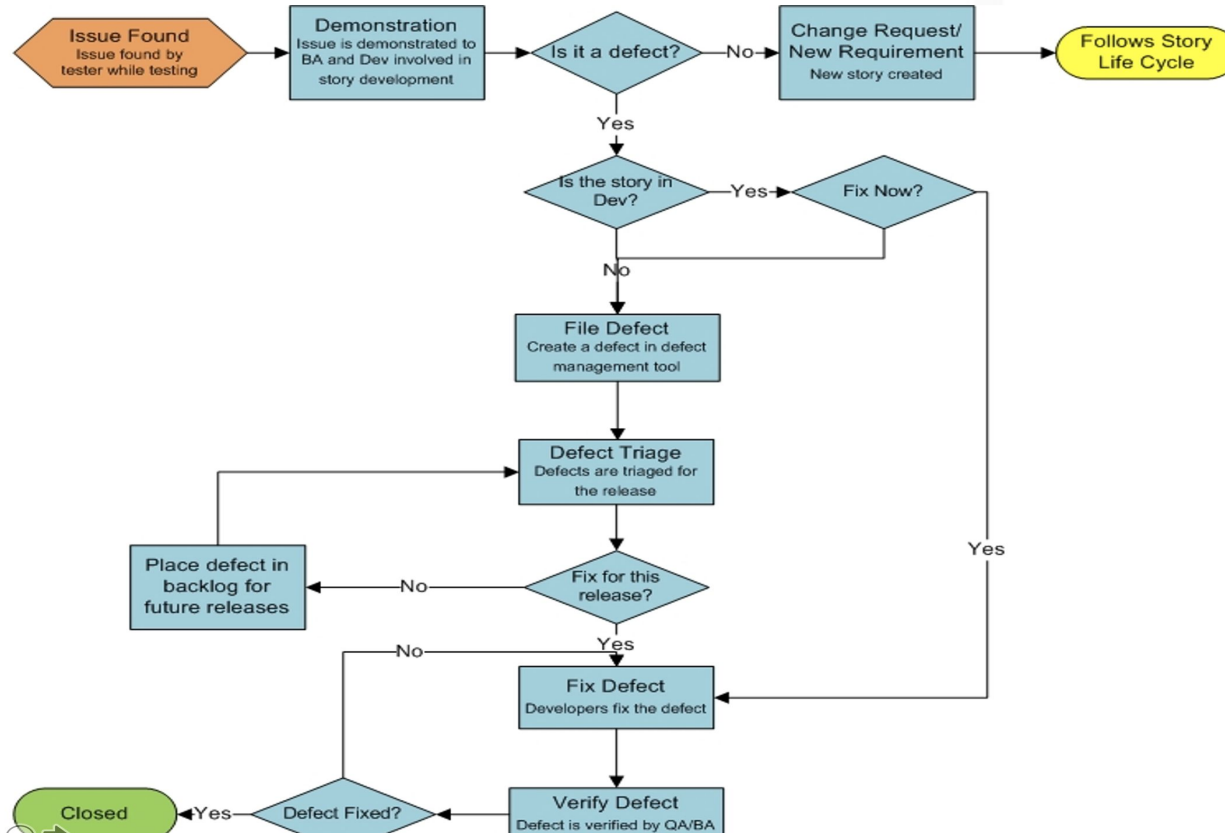 Issue Found
Issue found by
tester while testing
Demonstration
Issue is demonstrated to
BA and Dev involved in
story development
Is it a defect?
No
Change Request/
New Requirement
New story created
Follows Story
Life Cycle
Yes
Is the story in
Dev?
Yes
Fix Now?
No
File Defect
Create a defect in defect
management tool
Defect Triage
Defects are triaged for
the release
Yes
Place defect in
backlog for
future releases
No
Fix for this
release?
Yes
No
Fix Defect
Developers fix the defect
Closed
Yes
Defect Fixed?
Verify Defect
Defect is verified by QA/BA